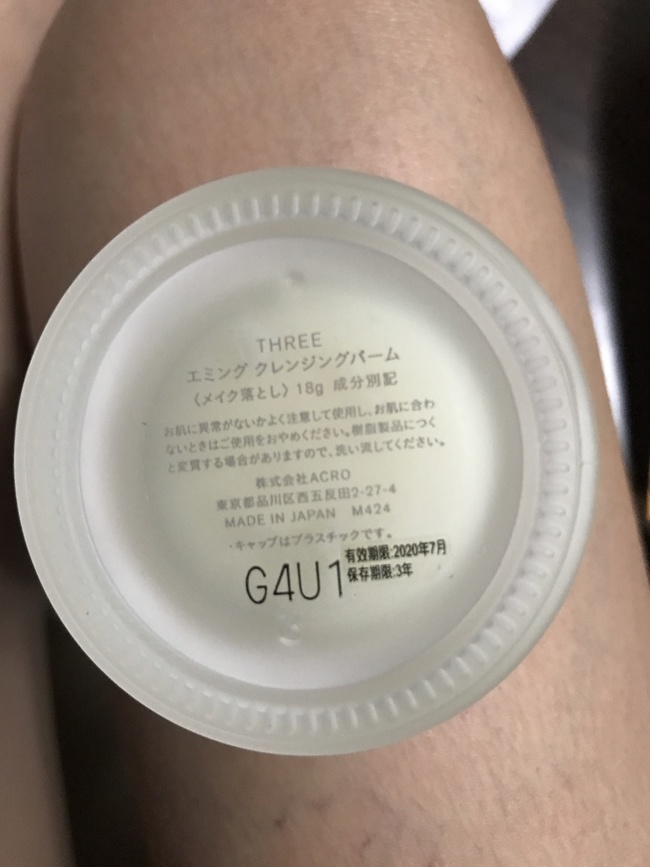 THREE
エミング クレンジングバーム
〈メイク落とし〉 18g 成分別記
お肌に異常がないかよく注意して使用し、お肌に合わ
ないときはご使用をおやめください。樹脂製品につく
と変質する場合がありますので、洗い流してください。
株式会社ACRO
東京都品川区西五反田2-27-4
MADE IN JAPAN M424
・キャップはプラスチックです。
有效期限:2020年7月
保存期限:3年
G4U1
3